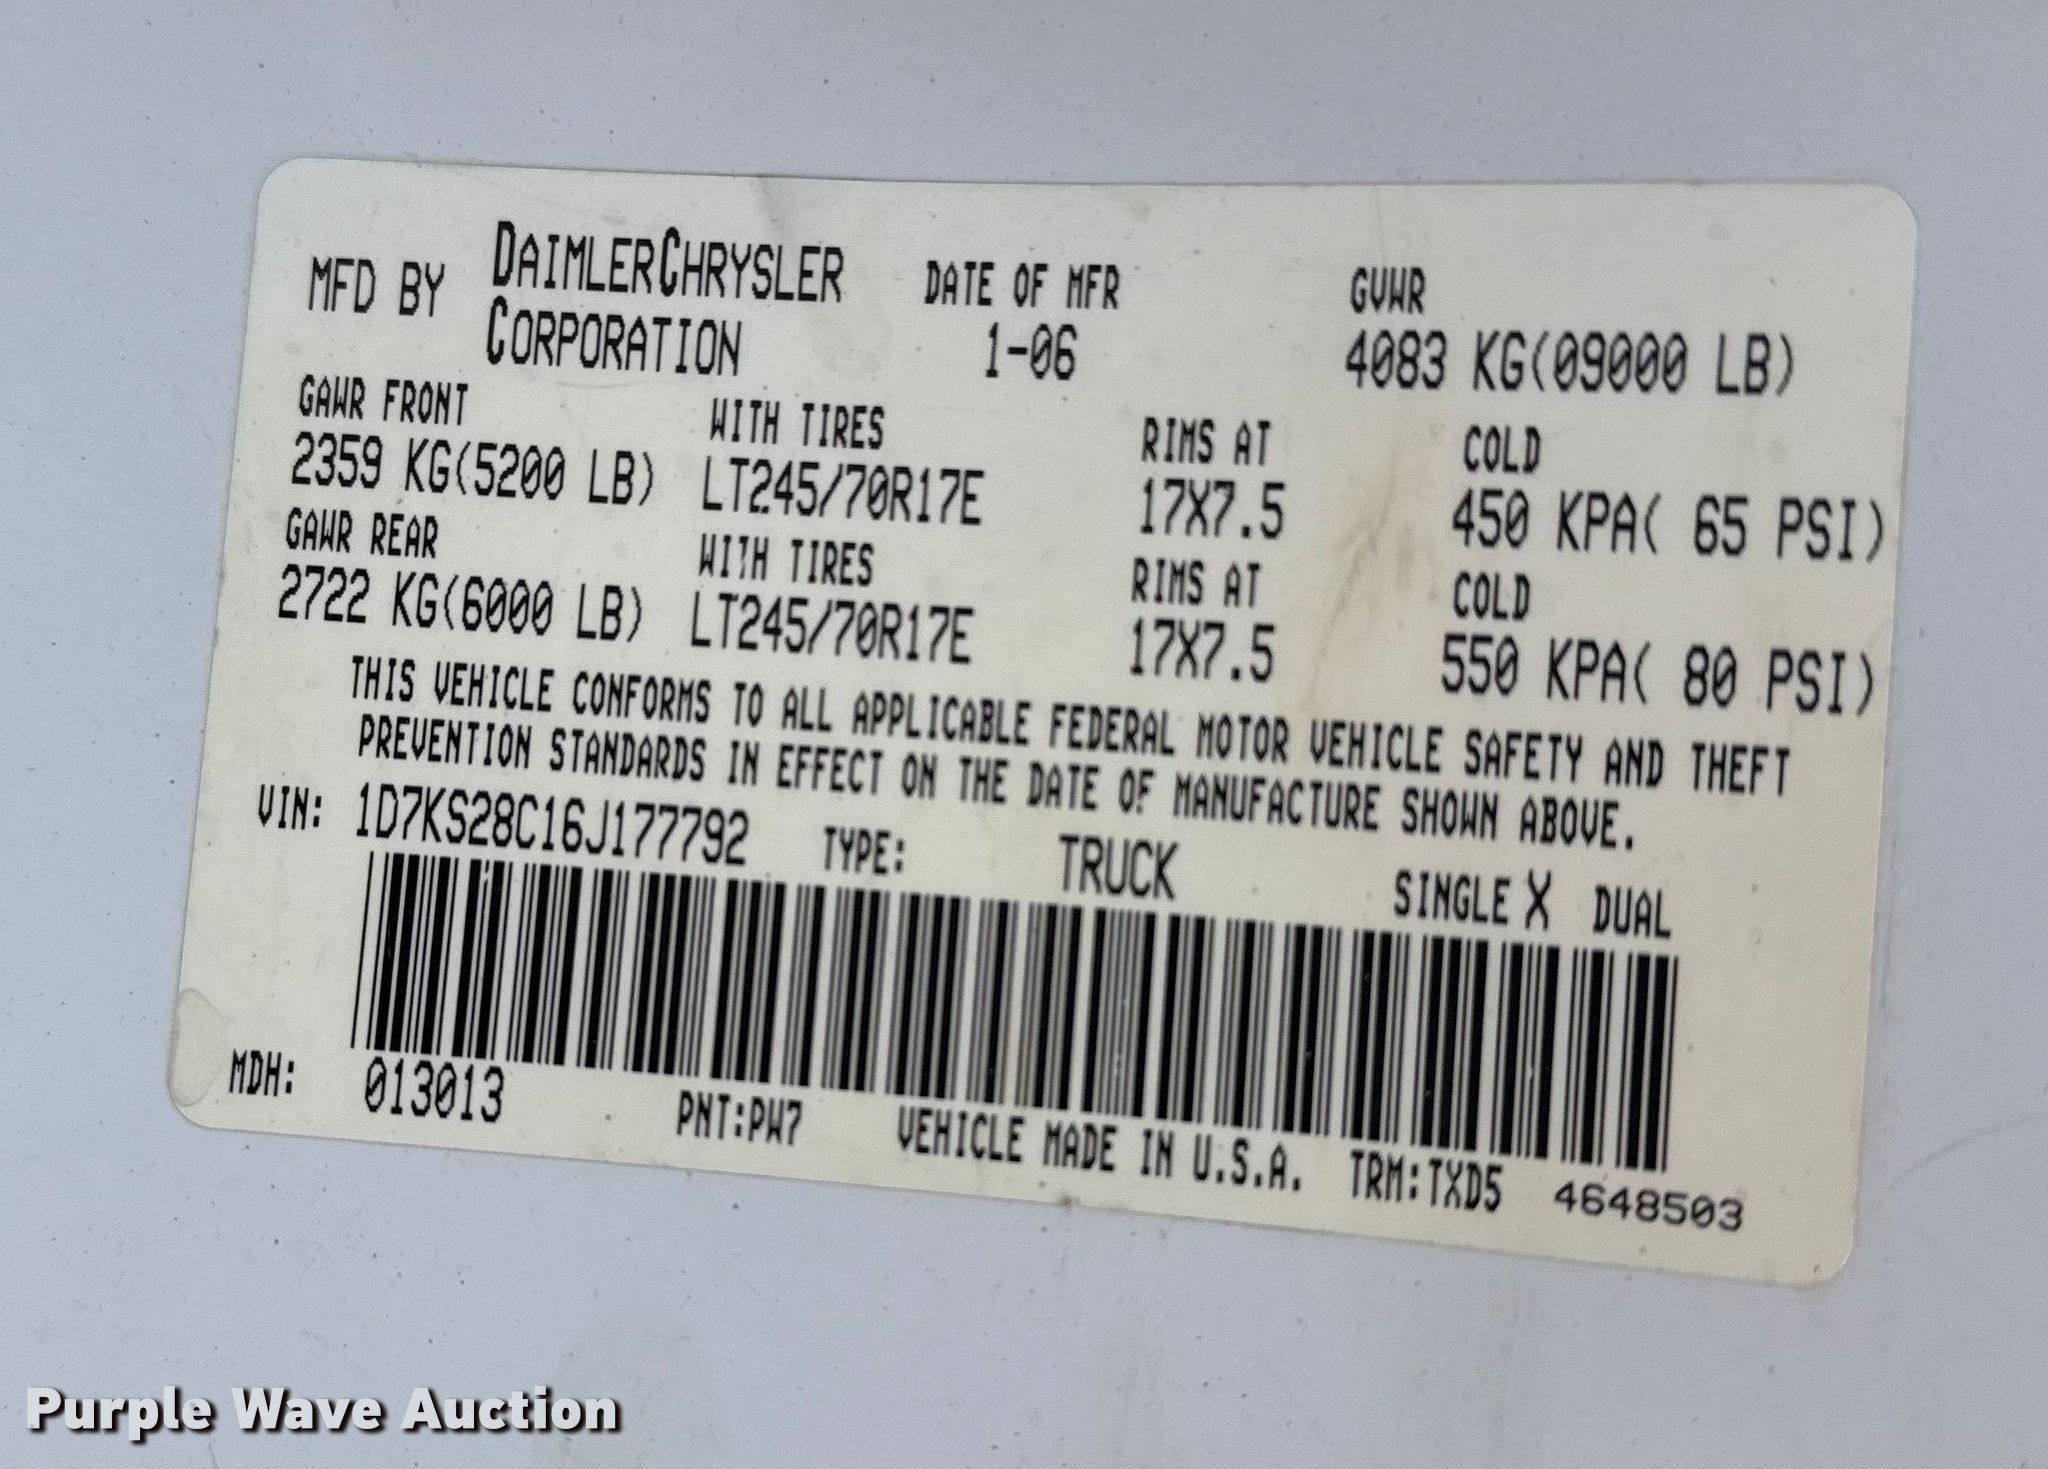 MFD BY DAIMLERCHRYSLER CORPORATION
DATE OF MFR
1-06
GVWR
4083 KG(09000 LB)
GAWR FRONT WITH TIRES RIMS AT COLD
2359 KG(5200 LB) LT245/70R17E 17X7.5 450 KPA( 65 PSI)
GAWR REAR WITH TIRES RIMS AT COLD
2722 KG(6000 LB) LT245/70R17E 17X7.5 550 KPA( 80 PSI)
THIS VEHICLE CONFORMS TO ALL APPLICABLE FEDERAL MOTOR VEHICLE SAFETY AND THEFT
PREVENTION STANDARDS IN EFFECT ON THE DATE OF MANUFACTURE SHOWN ABOVE.
VIN: 1D7KS28C16J177792 TYPE: TRUCK SINGLE X DUAL
MDH: 013013 PNT:PW7 VEHICLE MADE IN U.S.A. TRM:TXD5 4648503
Purple Wave Auction